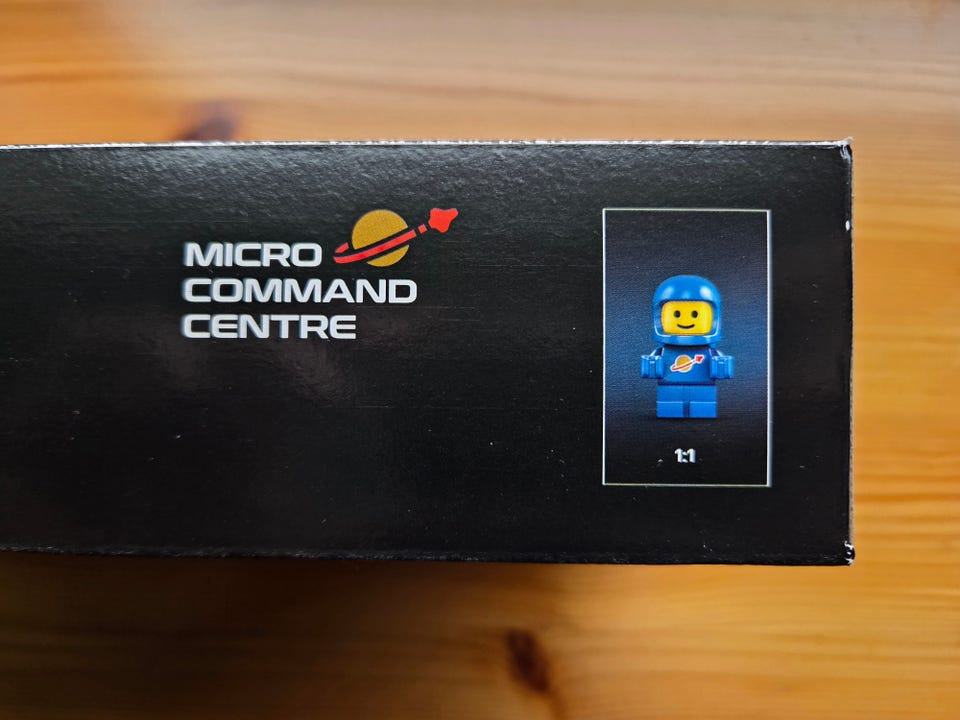 MICRO
COMMAND
CENTRE
1:1